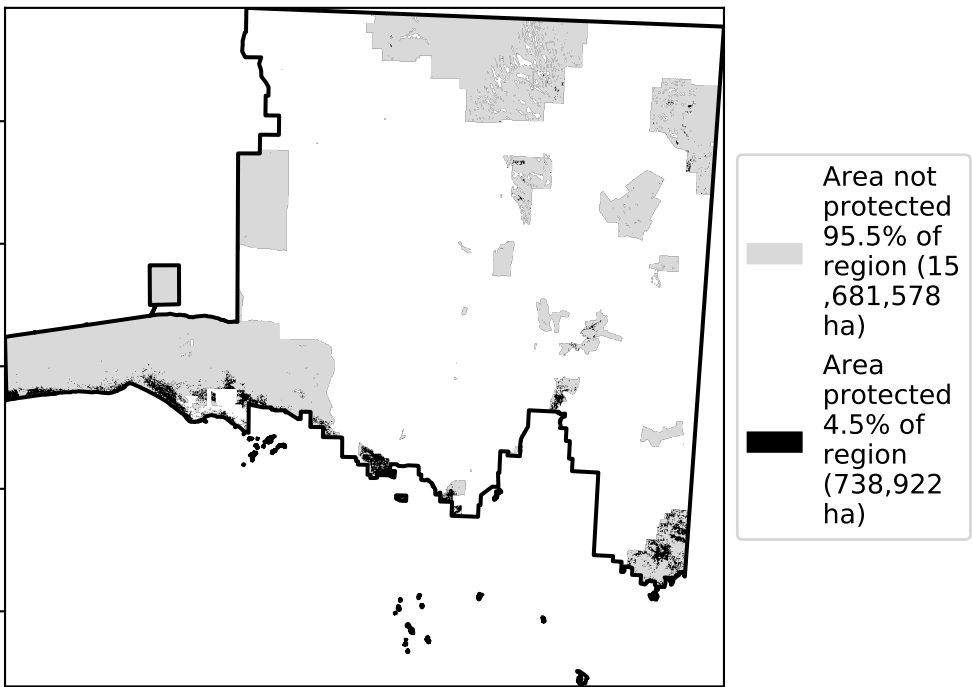 Area not
protected
95.5% of
region (15
,681,578
ha)
Area
protected
4.5% of
region
(738,922
ha)